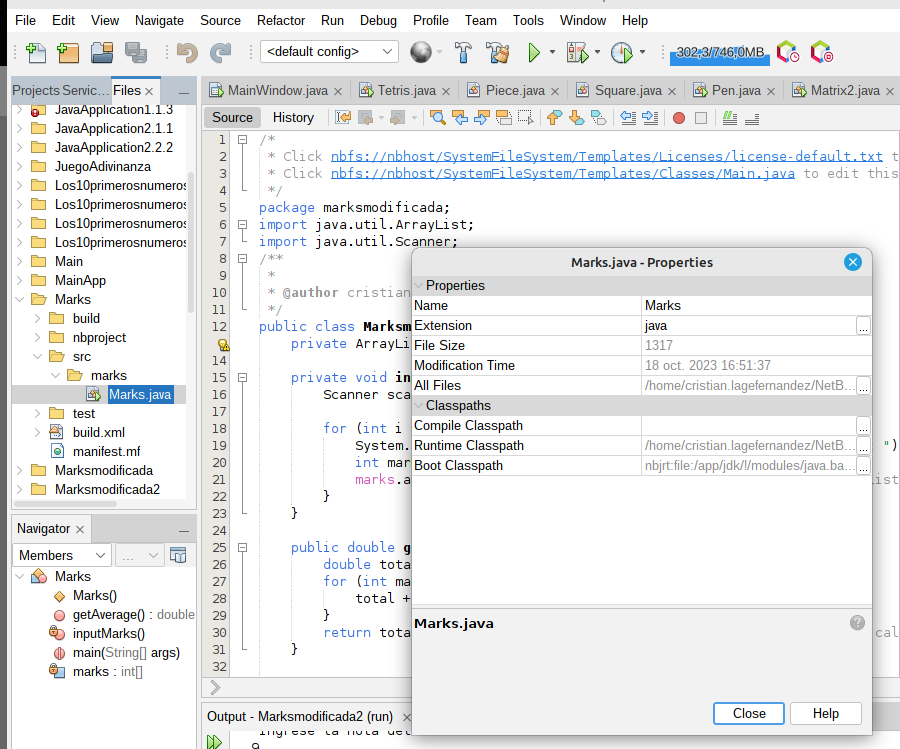 File Edit View Navigate Source Refactor Run Debug Profile Team Tools Window Help
<default config> 302,3/746,0MB
Projects Servic... Files
MainWindow.java Tetris.java Piece.java Square.java Pen.java Matrix2.java
Source History
JavaApplication1.1.3
JavaApplication2.1.1
JavaApplication2.2.2
JuegoAdivinanza
Los10primerosnumeros
Los10primerosnumeros
Los10primerosnumeros
Los10primerosnumeros
Main
MainApp
Marks
build
nbproject
src
marks
Marks.java
test
build.xml
manifest.mf
Marksmodificada
Marksmodificada2
Navigator
Members ...
Marks
Marks()
getAverage() : double
inputMarks()
main(String[] args)
marks : int[]
1 /*
2 * Click nbfs://nbhost/SystemFileSystem/Templates/Licenses/license-default.txt t
3 * Click nbfs://nbhost/SystemFileSystem/Templates/Classes/Main.java to edit this
4 */
5 package marksmodificada;
6 import java.util.ArrayList;
7 import java.util.Scanner;
8 /**
9 *
10 * @author cristian
11 */
12 public class Marksm
private ArrayLi
14
15 private void in
16 Scanner sca
17
18 for (int i
19 System. ")
20 int mar
21 marks.a list
22 }
23 }
24
25 public double g
26 double tota
27 for (int ma
28 total +
29 }
30 return tota cal
31 }
32
Marks.java - Properties
Properties
Name Marks
Extension java ...
File Size 1317
Modification Time 18 oct. 2023 16:51:37
All Files /home/cristian.lagefernandez/NetB... ...
Classpaths
Compile Classpath ...
Runtime Classpath /home/cristian.lagefernandez/NetB... ...
Boot Classpath nbjrt:file:/app/jdk/!/modules/java.ba... ...
Marks.java ?
Close Help
Output - Marksmodificada2 (run)
Ingrese la nota del
9